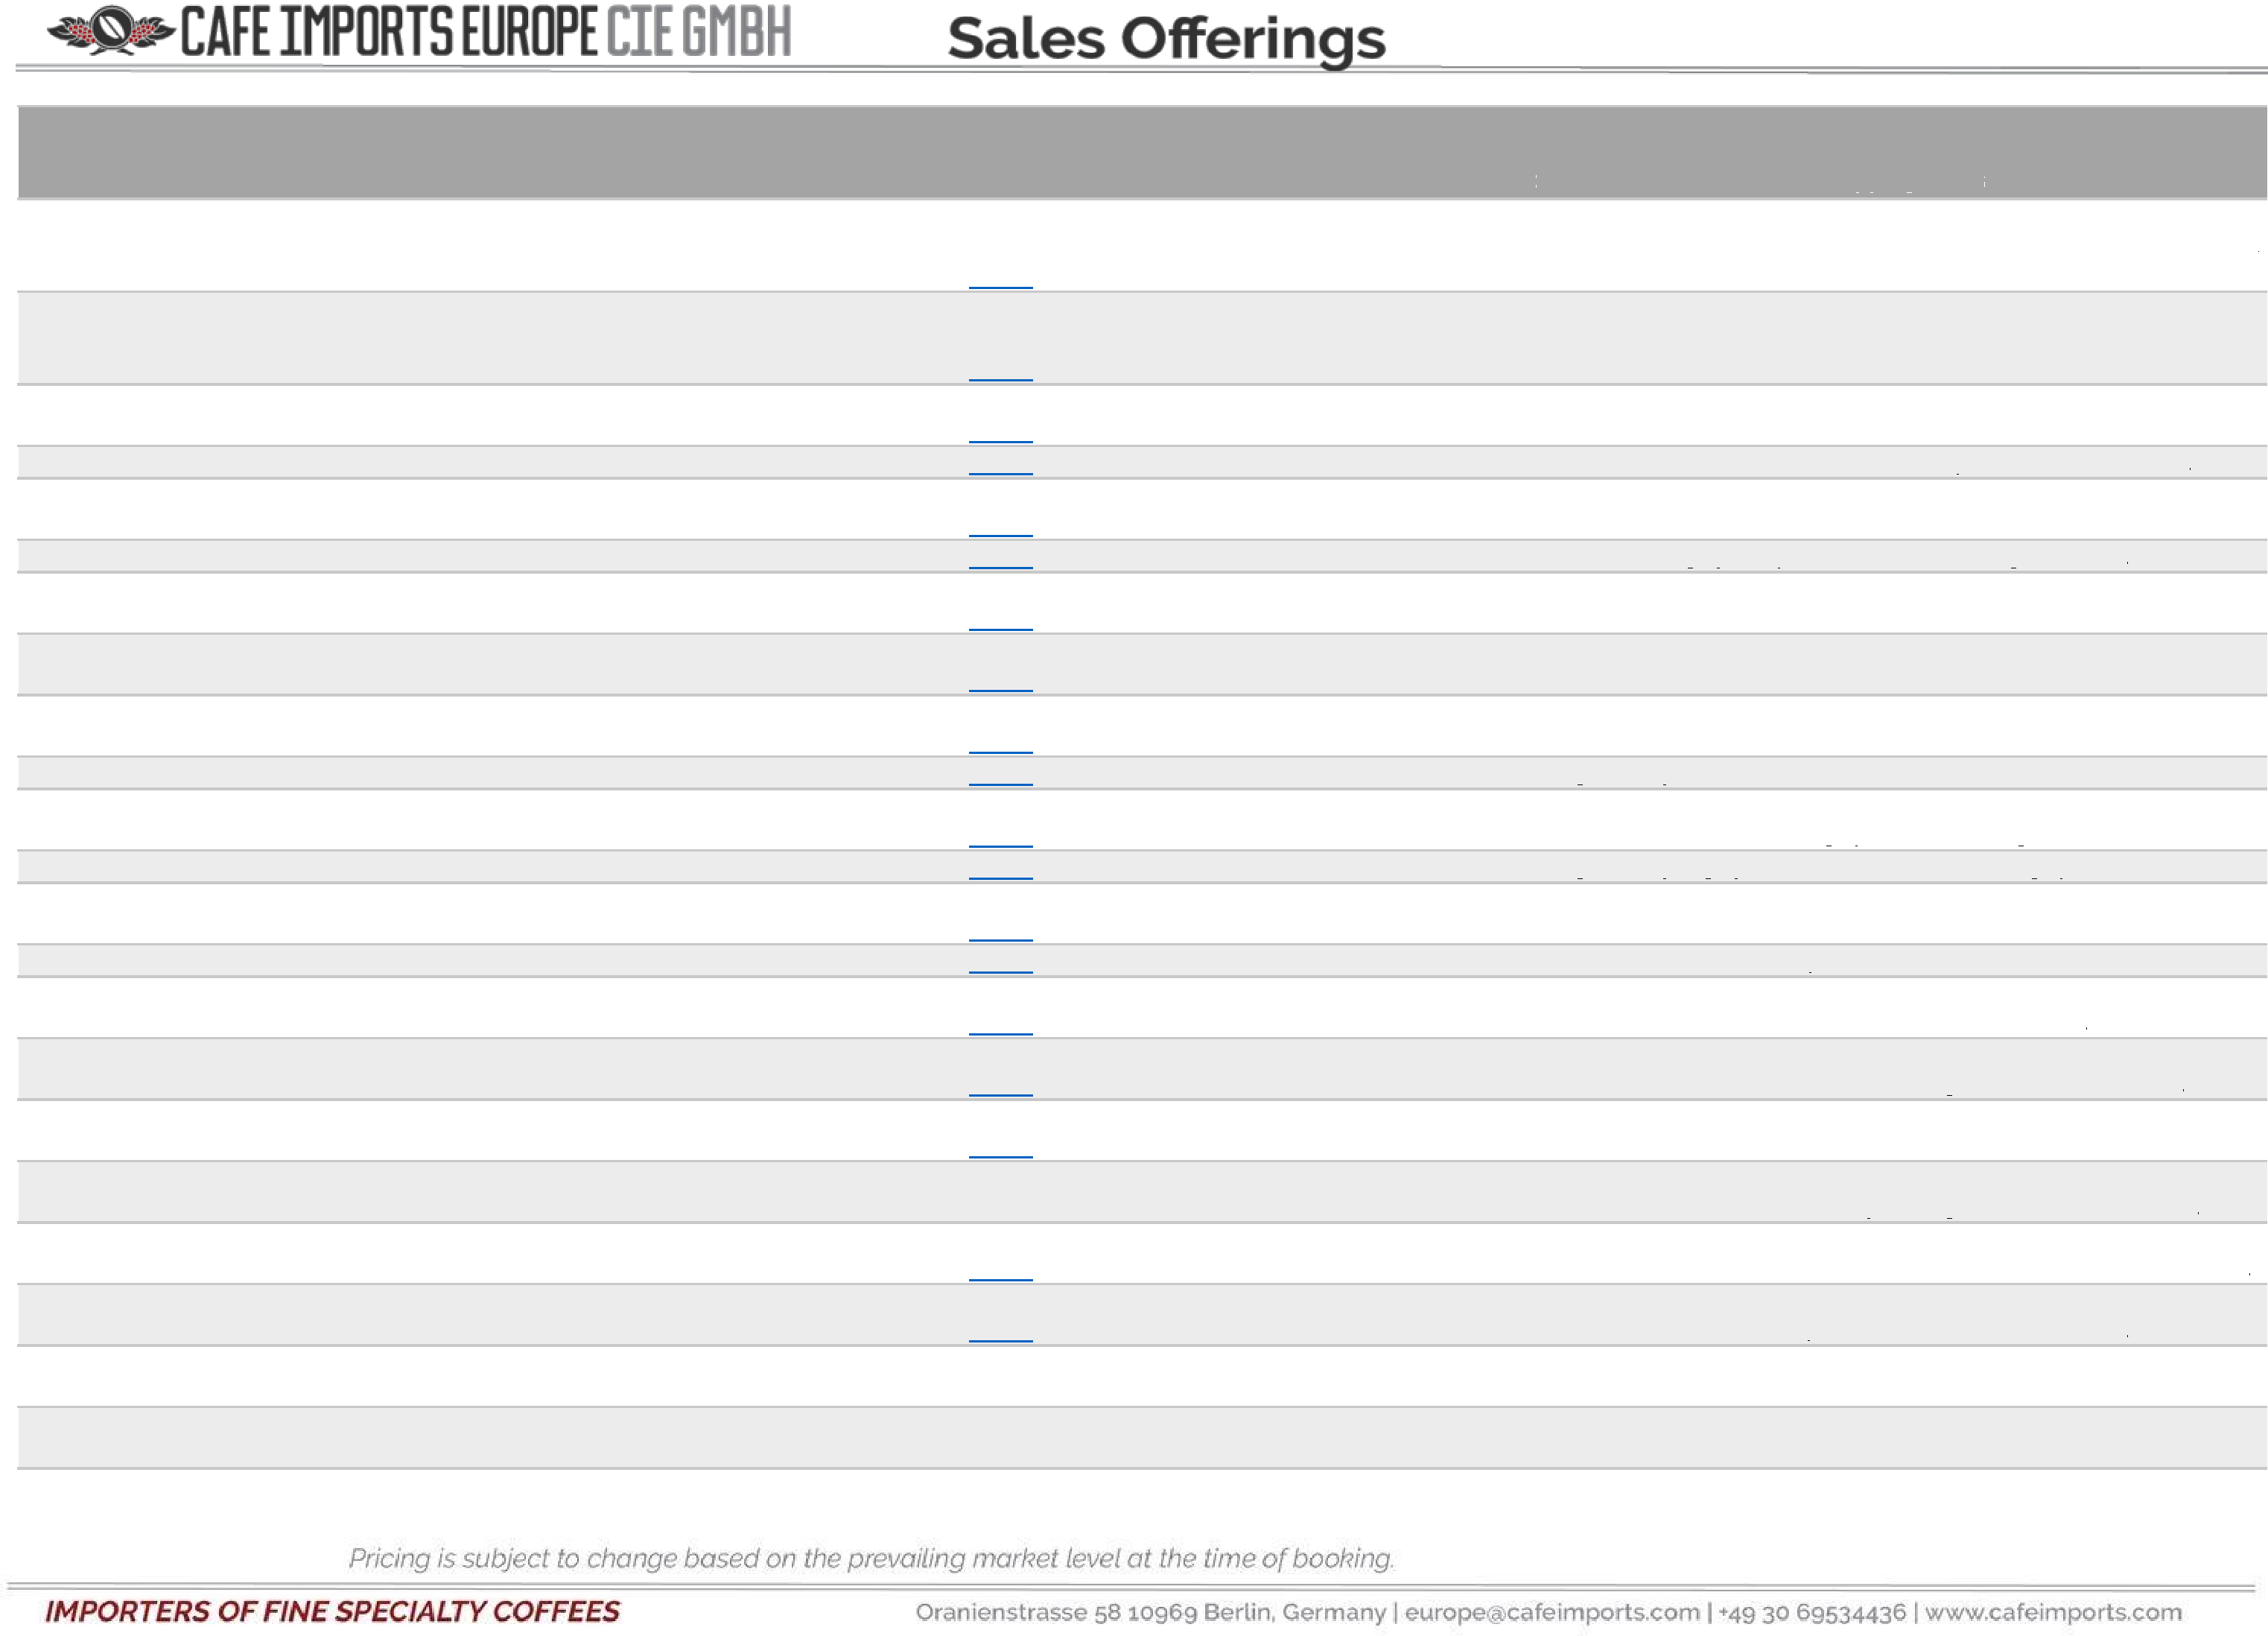 CAFE IMPORTS EUROPE CIE GMBH
Sales Offerings
Pricing is subject to change based on the prevailing market level at the time of booking.
IMPORTERS OF FINE SPECIALTY COFFEES
Oranienstrasse 58 10969 Berlin, Germany | europe@cafeimports.com | +49 30 69534436 | www.cafeimports.com